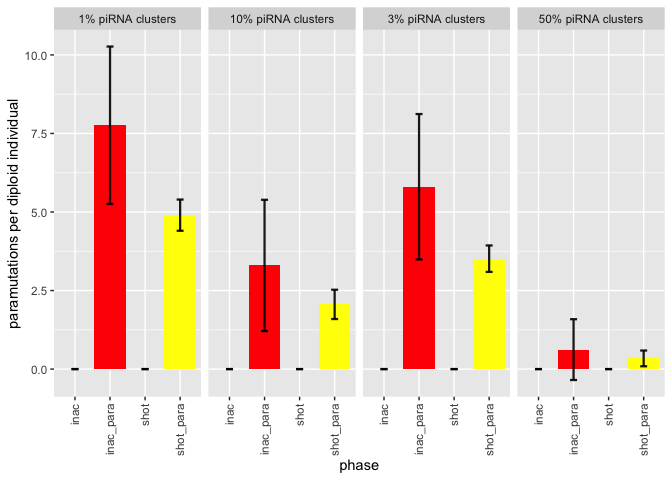 1% piRNA clusters
10% piRNA clusters
3% piRNA clusters
50% piRNA clusters
paramutations per diploid individual
10.0
7.5
5.0
2.5
0.0
inac
inac_para
shot
shot_para
inac
inac_para
shot
shot_para
inac
inac_para
shot
shot_para
inac
inac_para
shot
shot_para
phase